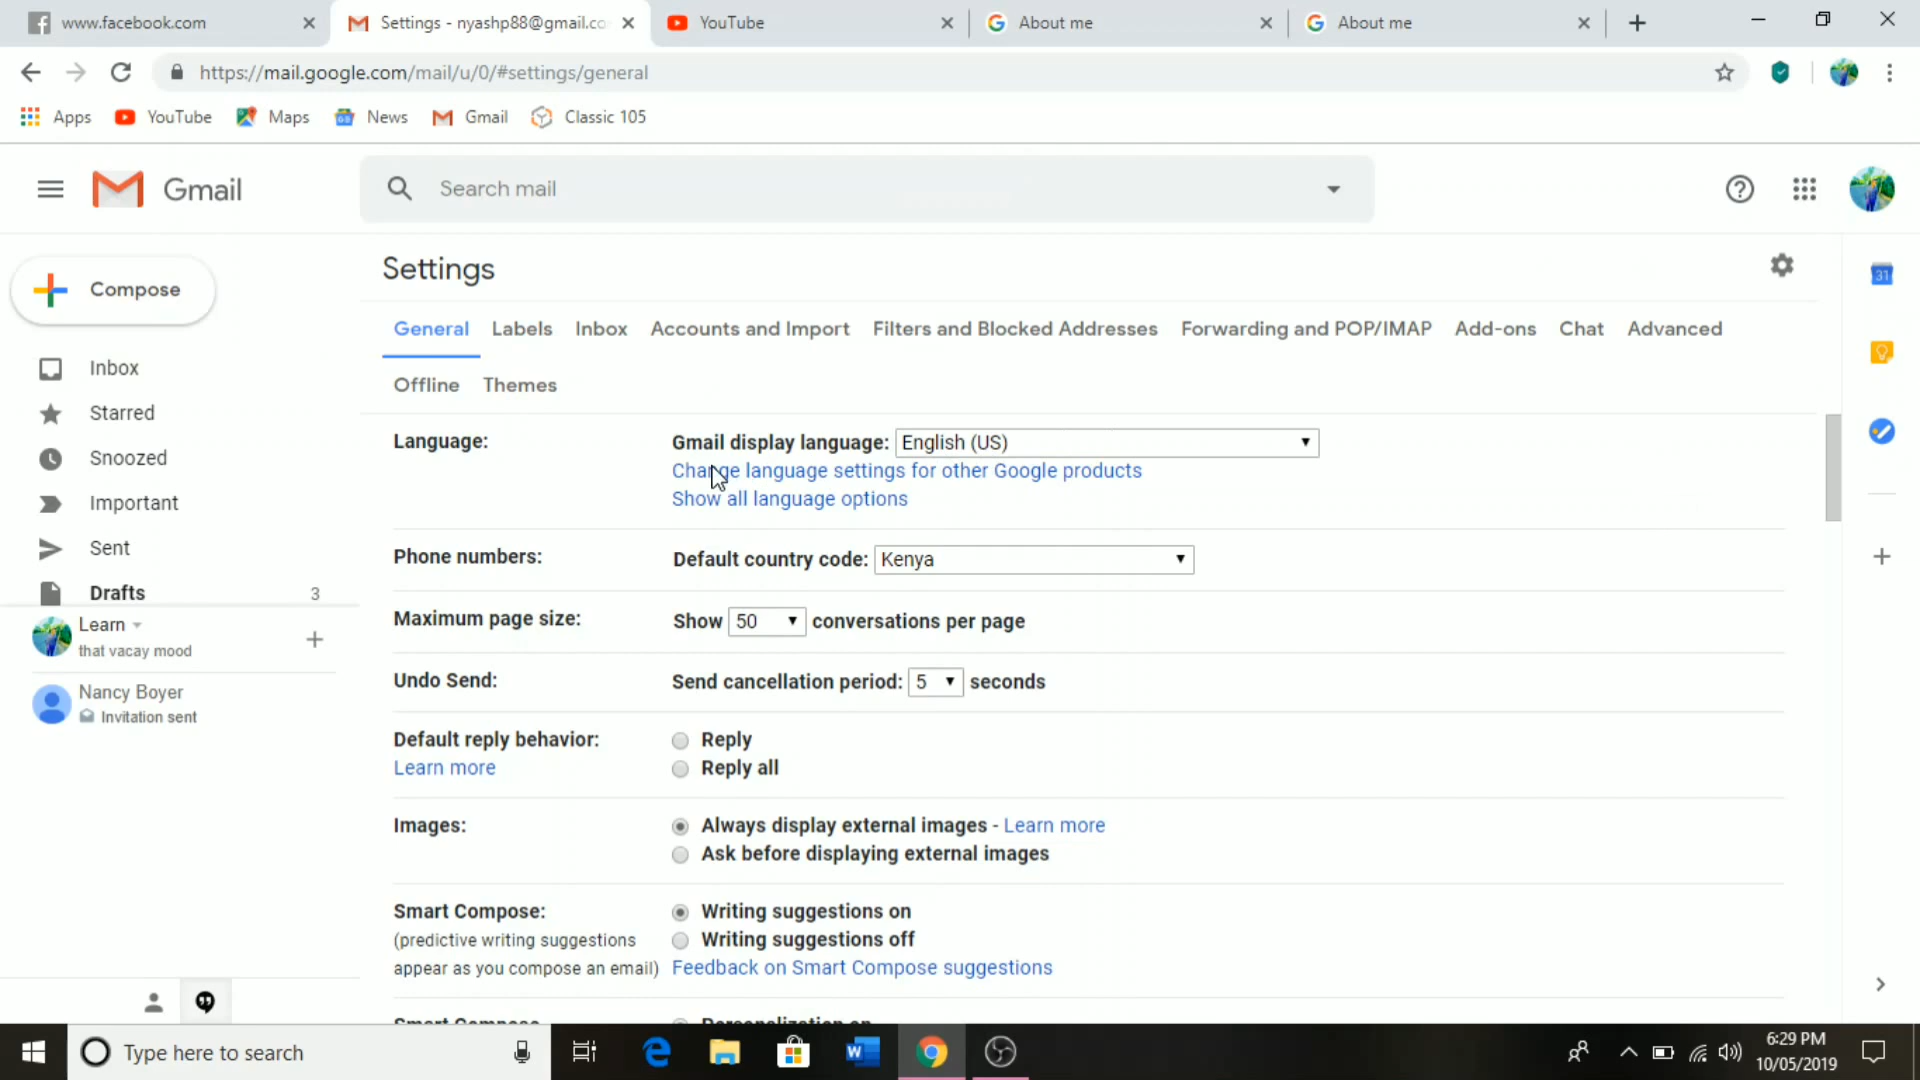 www.facebook.com
Settings - nyashp88@gmail.co
YouTube
About me
About me
https://mail.google.com/mail/u/0/#settings/general
Apps
YouTube
Maps
News
Gmail
Classic 105
Gmail
Search mail
Compose
Inbox
Starred
Snoozed
Important
Sent
Drafts 3
Learn
that vacay mood
Nancy Boyer
Invitation sent
Settings
General Labels Inbox Accounts and Import Filters and Blocked Addresses Forwarding and POP/IMAP Add-ons Chat Advanced
Offline Themes
Language: Gmail display language: English (US)
Change language settings for other Google products
Show all language options
Phone numbers: Default country code: Kenya
Maximum page size: Show 50 conversations per page
Undo Send: Send cancellation period: 5 seconds
Default reply behavior: Reply
Learn more Reply all
Images: Always display external images - Learn more
Ask before displaying external images
Smart Compose: Writing suggestions on
(predictive writing suggestions Writing suggestions off
appear as you compose an email) Feedback on Smart Compose suggestions
Smart Compose Personalization on
31
Type here to search
6:29 PM
10/05/2019